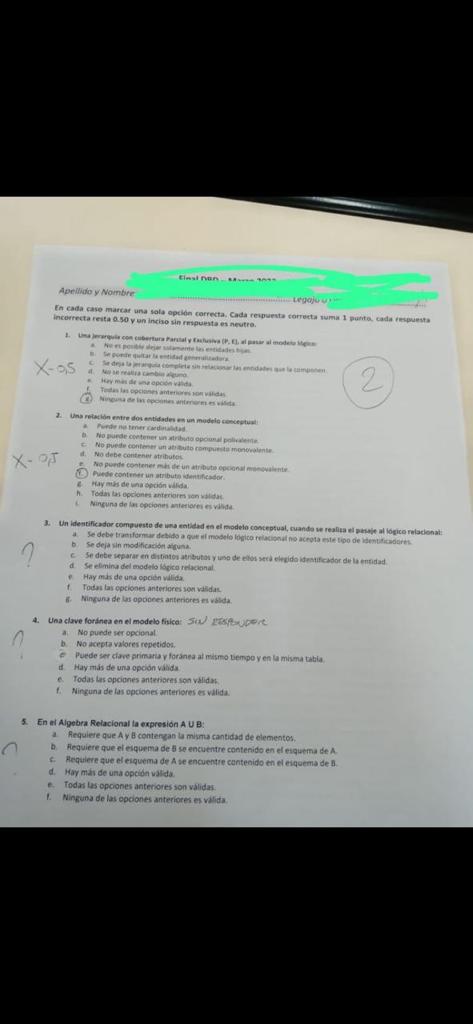 Final DBD – Marzo 202
Apellido y Nombre ........ Legajo
En cada caso marcar una sola opción correcta. Cada respuesta correcta suma 1 punto, cada respuesta
incorrecta resta 0.50 y un inciso sin respuesta es neutro.
1. Una jerarquía con cobertura Parcial y Exclusiva (P, E), al pasar al modelo lógico:
a. No es posible dejar solamente las entidades hijas.
b. Se puede quitar la entidad generalizadora.
c. Se deja la jerarquía completa sin relacionar las entidades que la componen.
d. No se realiza cambio alguno.
e. Hay más de una opción válida.
f. Todas las opciones anteriores son válidas.
g. Ninguna de las opciones anteriores es válida.
X-05
2
2. Una relación entre dos entidades en un modelo conceptual:
a. Puede no tener cardinalidad.
b. No puede contener un atributo opcional polivalente.
c. No puede contener un atributo compuesto monovalente.
d. No debe contener atributos.
e. No puede contener más de un atributo opcional monovalente.
f. Puede contener un atributo identificador.
g. Hay más de una opción válida.
h. Todas las opciones anteriores son válidas.
i. Ninguna de las opciones anteriores es válida.
X-05
3. Un identificador compuesto de una entidad en el modelo conceptual, cuando se realiza el pasaje al lógico relacional:
a. Se debe transformar debido a que el modelo lógico relacional no acepta este tipo de identificadores.
b. Se deja sin modificación alguna.
c. Se debe separar en distintos atributos y uno de ellos será elegido identificador de la entidad.
d. Se elimina del modelo lógico relacional.
e. Hay más de una opción válida.
f. Todas las opciones anteriores son válidas.
g. Ninguna de las opciones anteriores es válida.
?
4. Una clave foránea en el modelo físico: SIN RESPONDER
a. No puede ser opcional.
b. No acepta valores repetidos.
c. Puede ser clave primaria y foránea al mismo tiempo y en la misma tabla.
d. Hay más de una opción válida.
e. Todas las opciones anteriores son válidas.
f. Ninguna de las opciones anteriores es válida.
?
5. En el Algebra Relacional la expresión A U B:
a. Requiere que A y B contengan la misma cantidad de elementos.
b. Requiere que el esquema de B se encuentre contenido en el esquema de A.
c. Requiere que el esquema de A se encuentre contenido en el esquema de B.
d. Hay más de una opción válida.
e. Todas las opciones anteriores son válidas.
f. Ninguna de las opciones anteriores es válida.
?